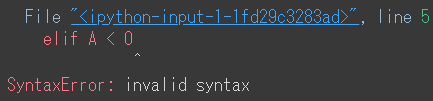 File "<ipython-input-1-1fd29c3283ad>", line 5
elif A < 0
^
SyntaxError: invalid syntax